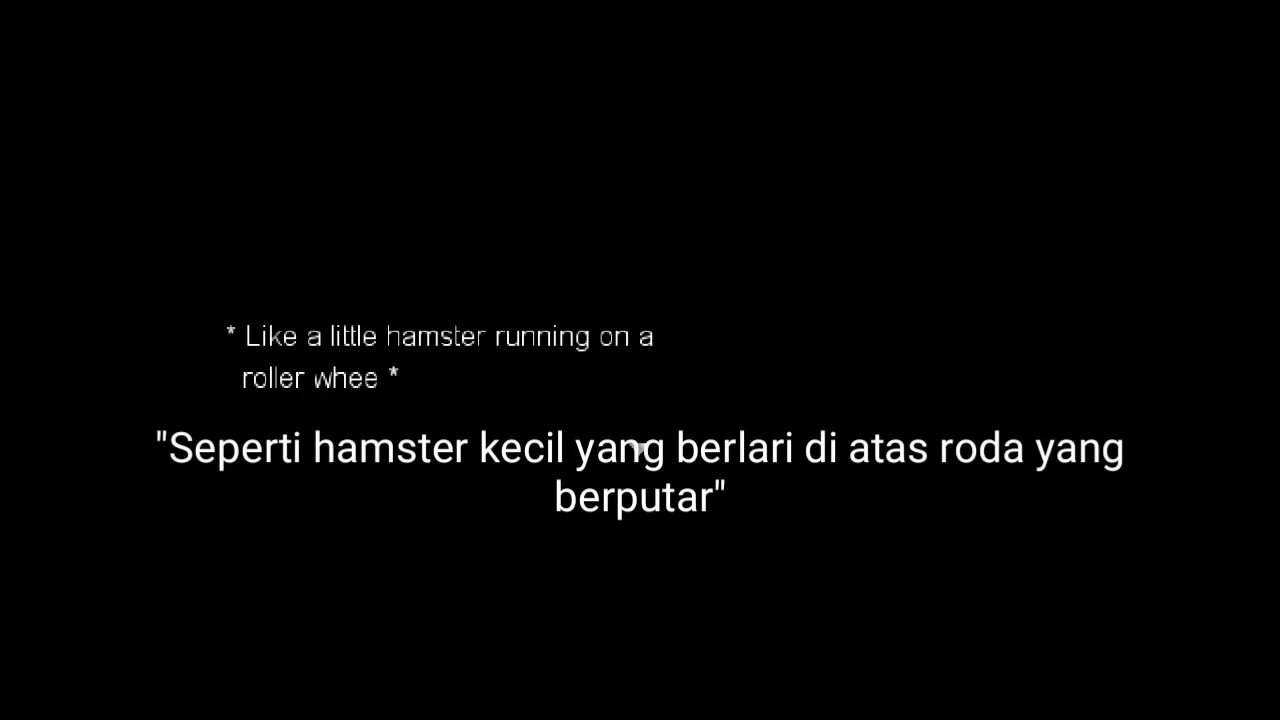 * Like a little hamster running on a
roller whee *
"Seperti hamster kecil yang berlari di atas roda yang
berputar"